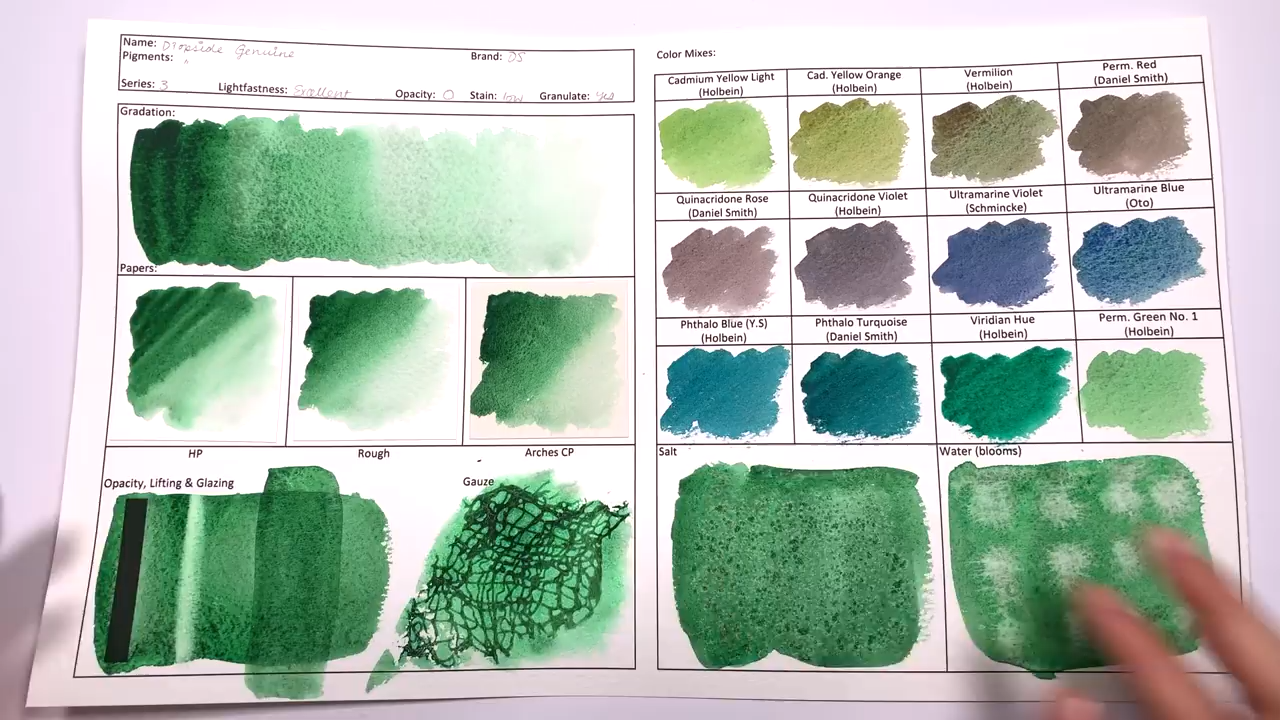 Name: Diopside Genuine
Pigments:
Brand: DS
Series: 3 Lightfastness: Excellent Opacity: O Stain: low Granulate: yes
Gradation:
Papers:
HP
Rough
Arches CP
Opacity, Lifting & Glazing
Gauze
Color Mixes:
Cadmium Yellow Light
(Holbein)
Cad. Yellow Orange
(Holbein)
Vermilion
(Holbein)
Perm. Red
(Daniel Smith)
Quinacridone Rose
(Daniel Smith)
Quinacridone Violet
(Holbein)
Ultramarine Violet
(Schmincke)
Ultramarine Blue
(Oto)
Phthalo Blue (Y.S)
(Holbein)
Phthalo Turquoise
(Daniel Smith)
Viridian Hue
(Holbein)
Perm. Green No. 1
(Holbein)
Salt
Water (blooms)